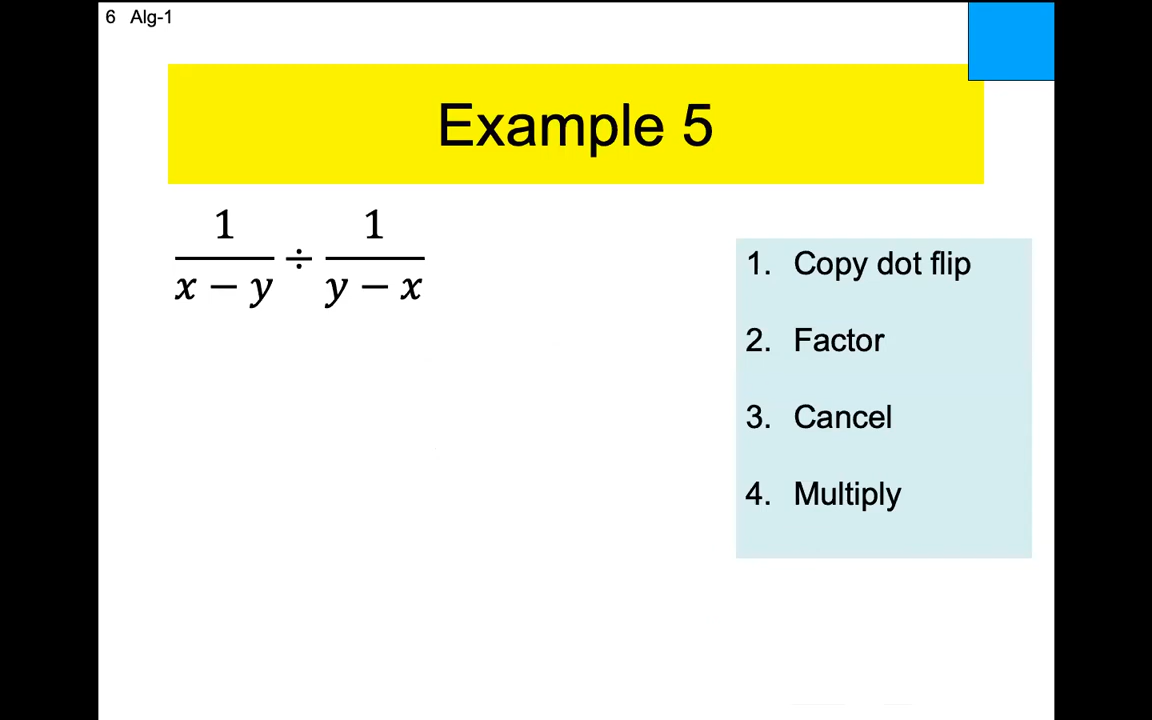 6 Alg-1
Example 5
1/(x − y) ÷ 1/(y − x)
1. Copy dot flip
2. Factor
3. Cancel
4. Multiply